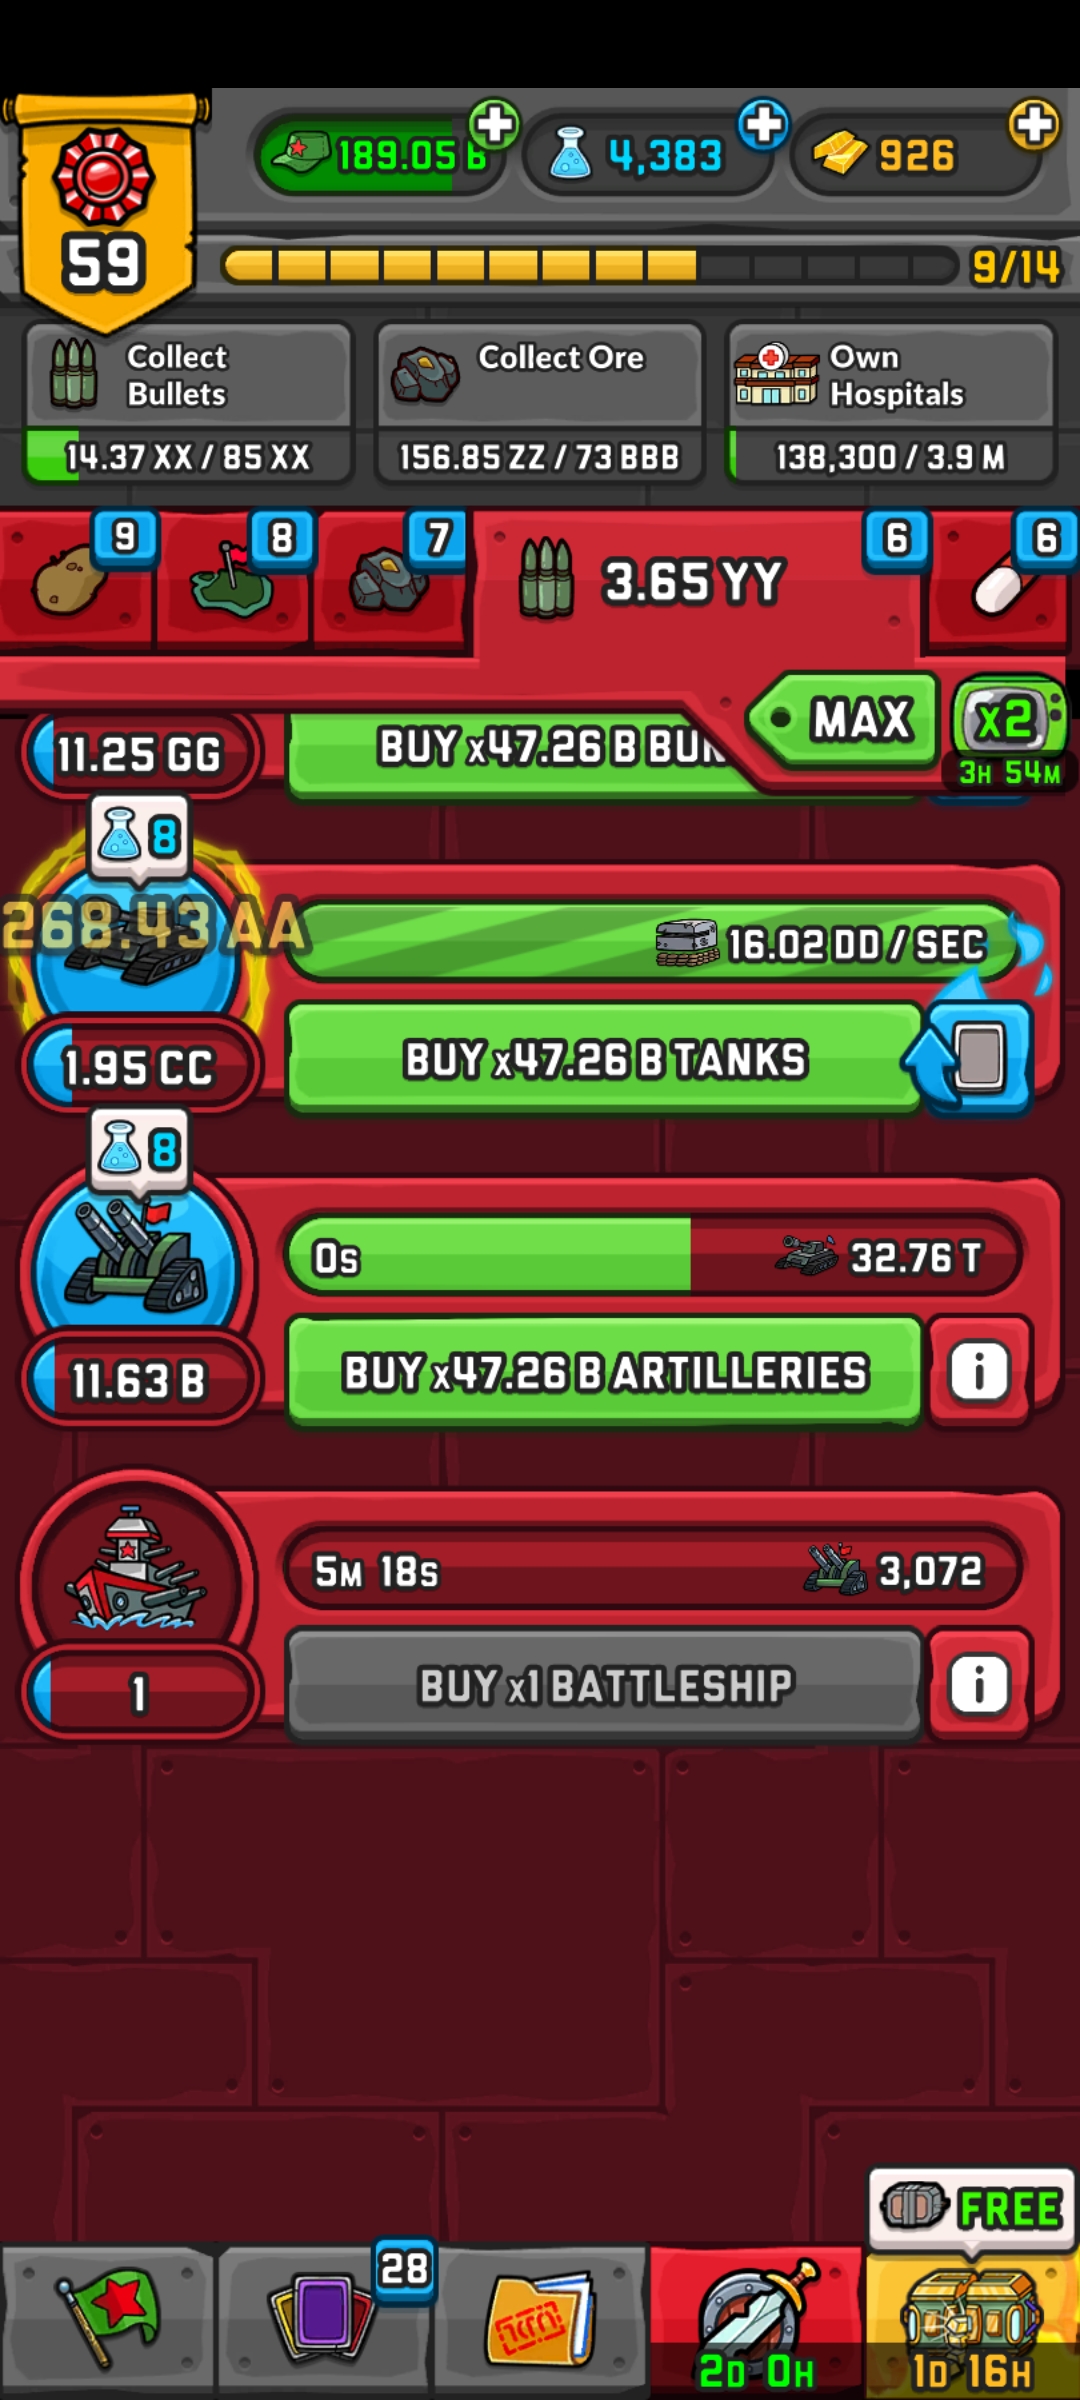 59
189.05 B
4,383
926
9/14
Collect
Bullets
14.37 XX / 85 XX
Collect Ore
156.85 ZZ / 73 BBB
Own
Hospitals
138,300 / 3.9 M
9
8
7
3.65 YY
6
6
MAX
x2
3H 54M
11.25 GG
BUY x47.26 B
8
268.43 AA
16.02 DD / SEC
1.95 CC
BUY x47.26 B TANKS
8
0s
32.76 T
11.63 B
BUY x47.26 B ARTILLERIES
i
5M 18s
3,072
1
BUY x1 BATTLESHIP
i
FREE
28
2D 0H
1D 16H